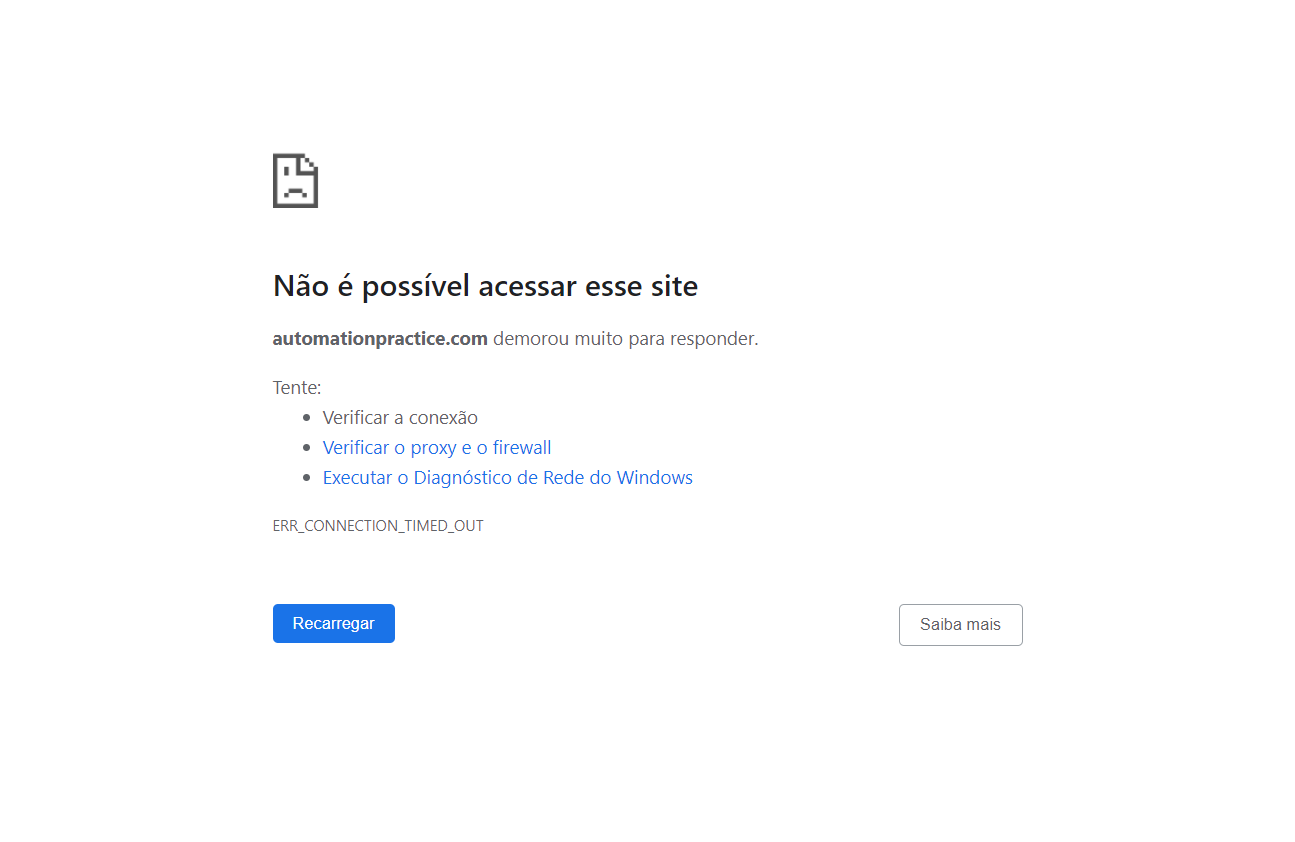 Não é possível acessar esse site
automationpractice.com demorou muito para responder.
Tente:
Verificar a conexão
Verificar o proxy e o firewall
Executar o Diagnóstico de Rede do Windows
ERR_CONNECTION_TIMED_OUT
Recarregar
Saiba mais